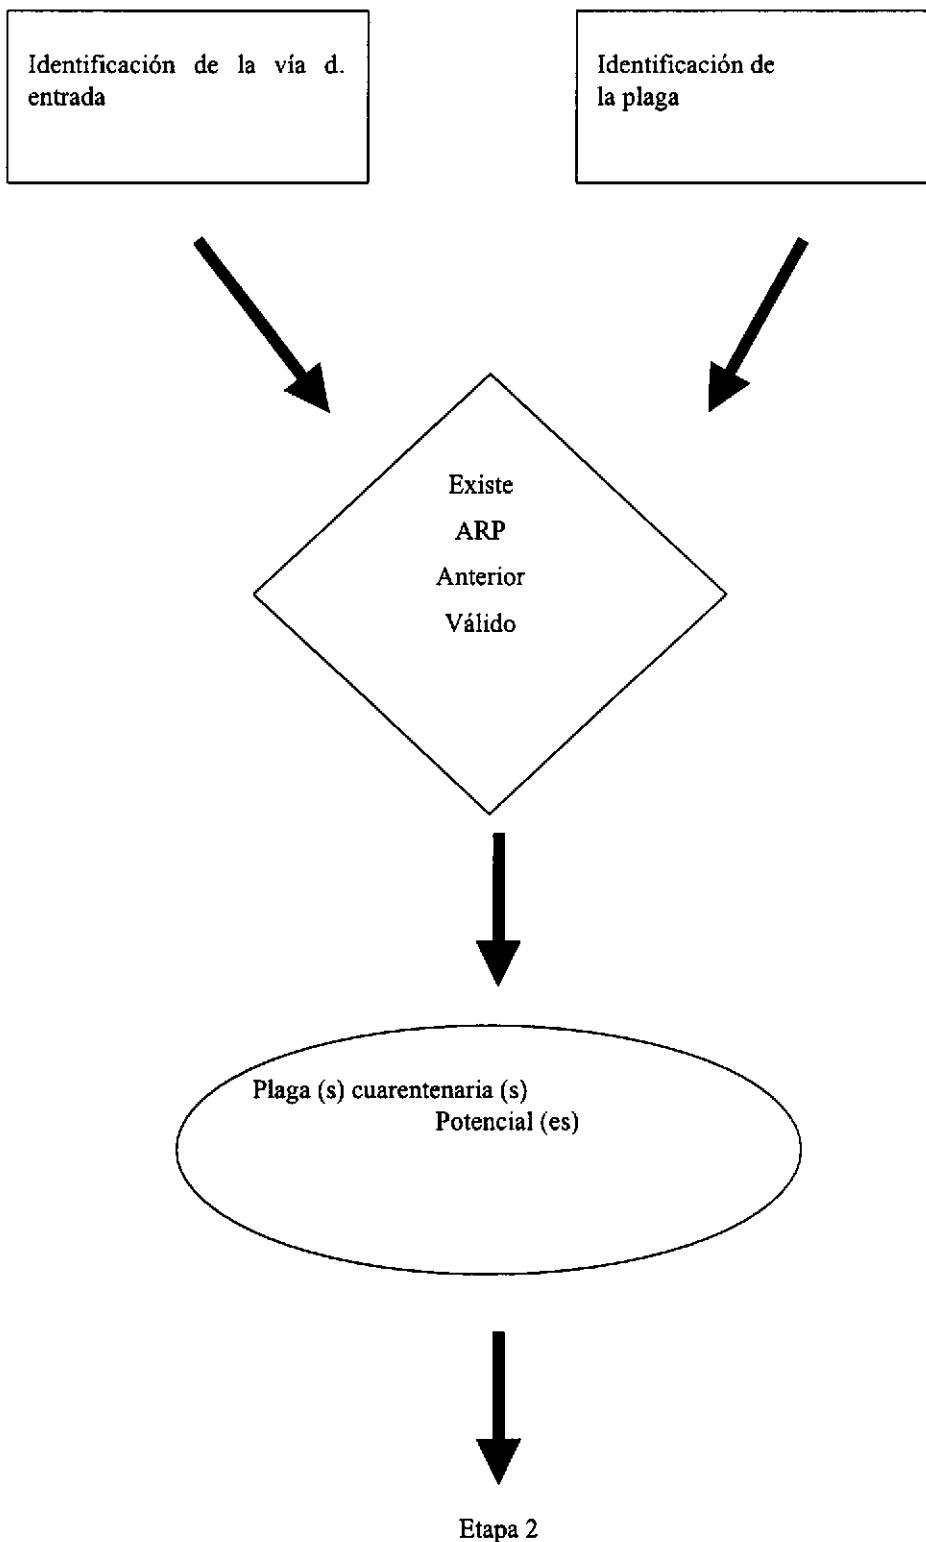 Identificación de la vía d.
entrada
Identificación de
la plaga
Existe
ARP
Anterior
Válido
Plaga (s) cuarentenaria (s)
Potencial (es)
Etapa 2